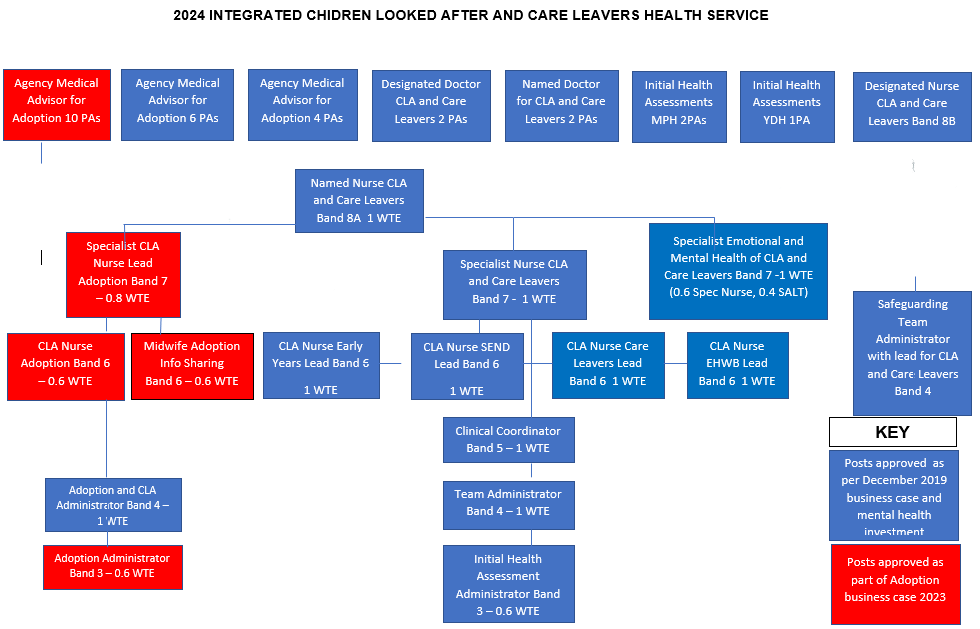 2024 INTEGRATED CHIDREN LOOKED AFTER AND CARE LEAVERS HEALTH SERVICE
Agency Medical
Advisor for
Adoption 10 PAs
Agency Medical
Advisor for
Adoption 6 PAs
Agency Medical
Advisor for
Adoption 4 PAs
Designated Doctor
CLA and Care
Leavers 2 PAs
Named Doctor
for CLA and Care
Leavers 2 PAs
Initial Health
Assessments
MPH 2PAs
Initial Health
Assessments
YDH 1PA
Designated Nurse
CLA and Care
Leavers Band 8B
Named Nurse CLA
and Care Leavers
Band 8A 1 WTE
Specialist CLA
Nurse Lead
Adoption Band 7
– 0.8 WTE
Specialist Nurse CLA
and Care Leavers
Band 7 - 1 WTE
Specialist Emotional and
Mental Health of CLA and
Care Leavers Band 7 -1 WTE
(0.6 Spec Nurse, 0.4 SALT)
Safeguarding
Team
Administrator
with lead for CLA
and Care Leavers
Band 4
CLA Nurse
Adoption Band 6
– 0.6 WTE
Midwife Adoption
Info Sharing
Band 6 – 0.6 WTE
CLA Nurse Early
Years Lead Band 6
1 WTE
CLA Nurse SEND
Lead Band 6
1 WTE
CLA Nurse Care
Leavers Lead
Band 6 1 WTE
CLA Nurse
EHWB Lead
Band 6 1 WTE
Clinical Coordinator
Band 5 – 1 WTE
Adoption and CLA
Administrator Band 4 –
1 WTE
Team Administrator
Band 4 – 1 WTE
Adoption Administrator
Band 3 – 0.6 WTE
Initial Health
Assessment
Administrator Band
3 – 0.6 WTE
KEY
Posts approved as
per December 2019
business case and
mental health
investment
Posts approved as
part of Adoption
business case 2023